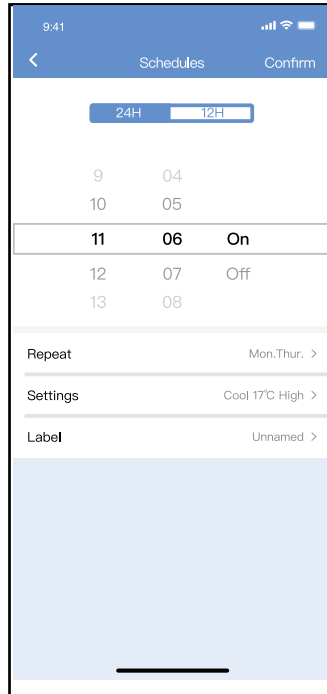 9:41
Schedules Confirm
24H 12H
9 04
10 05
11 06 On
12 07 Off
13 08
Repeat Mon.Thur. >
Settings Cool 17℃ High >
Label Unnamed >